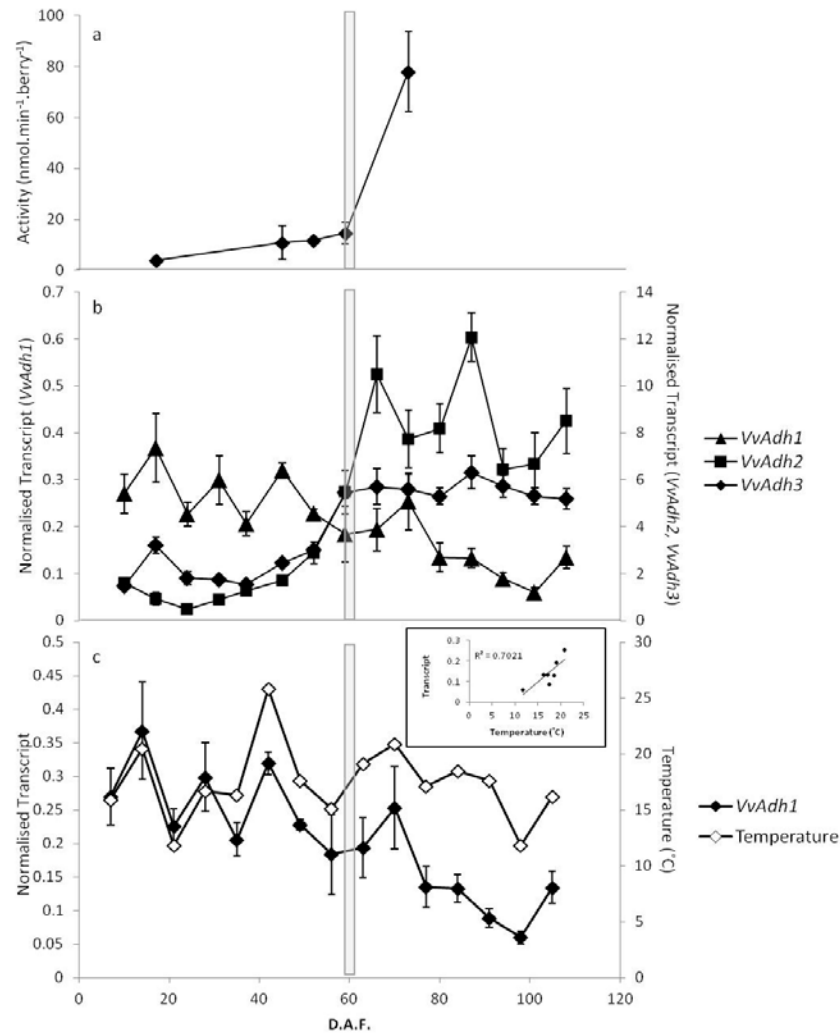 a
Activity (nmol.min⁻¹.berry⁻¹)
100
80
60
40
20
0
b
Normalised Transcript (VvAdh1)
0.7
0.6
0.5
0.4
0.3
0.2
0.1
0
14
12
10
8
6
4
2
0
Normalised Transcript (VvAdh2, VvAdh3)
VvAdh1
VvAdh2
VvAdh3
c
Normalised Transcript
0.5
0.45
0.4
0.35
0.3
0.25
0.2
0.15
0.1
0.05
0
30
25
20
15
10
5
0
Temperature (˚C)
R² = 0.7021
Transcript
0.3
0.2
0.1
0
0 5 10 15 20 25
Temperature (˚C)
VvAdh1
Temperature
0 20 40 60 80 100 120
D.A.F.